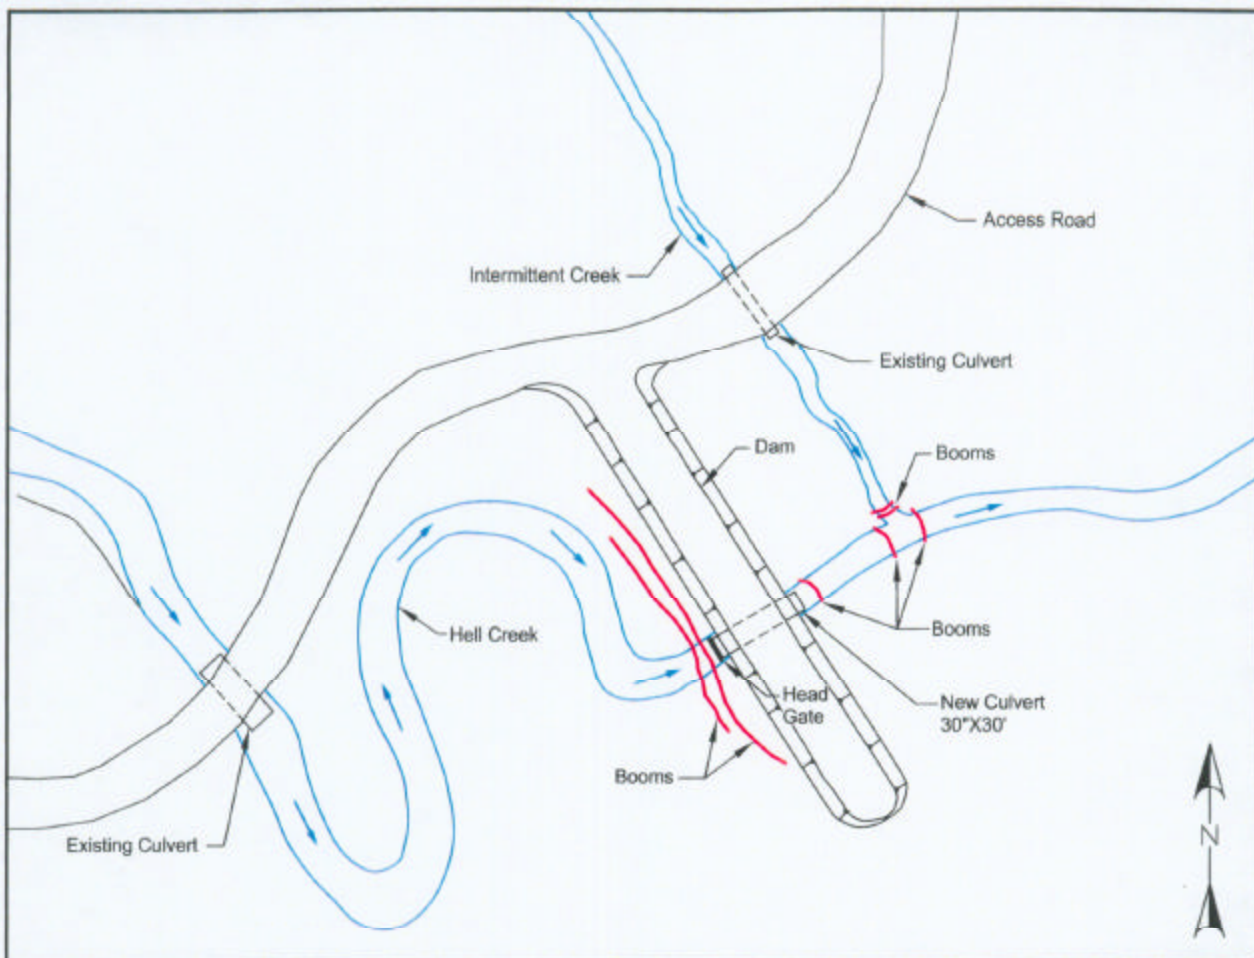 Access Road
Intermittent Creek
Existing Culvert
Dam
Booms
Hell Creek
Booms
Head
Gate
New Culvert
30"X30'
Booms
Existing Culvert
N